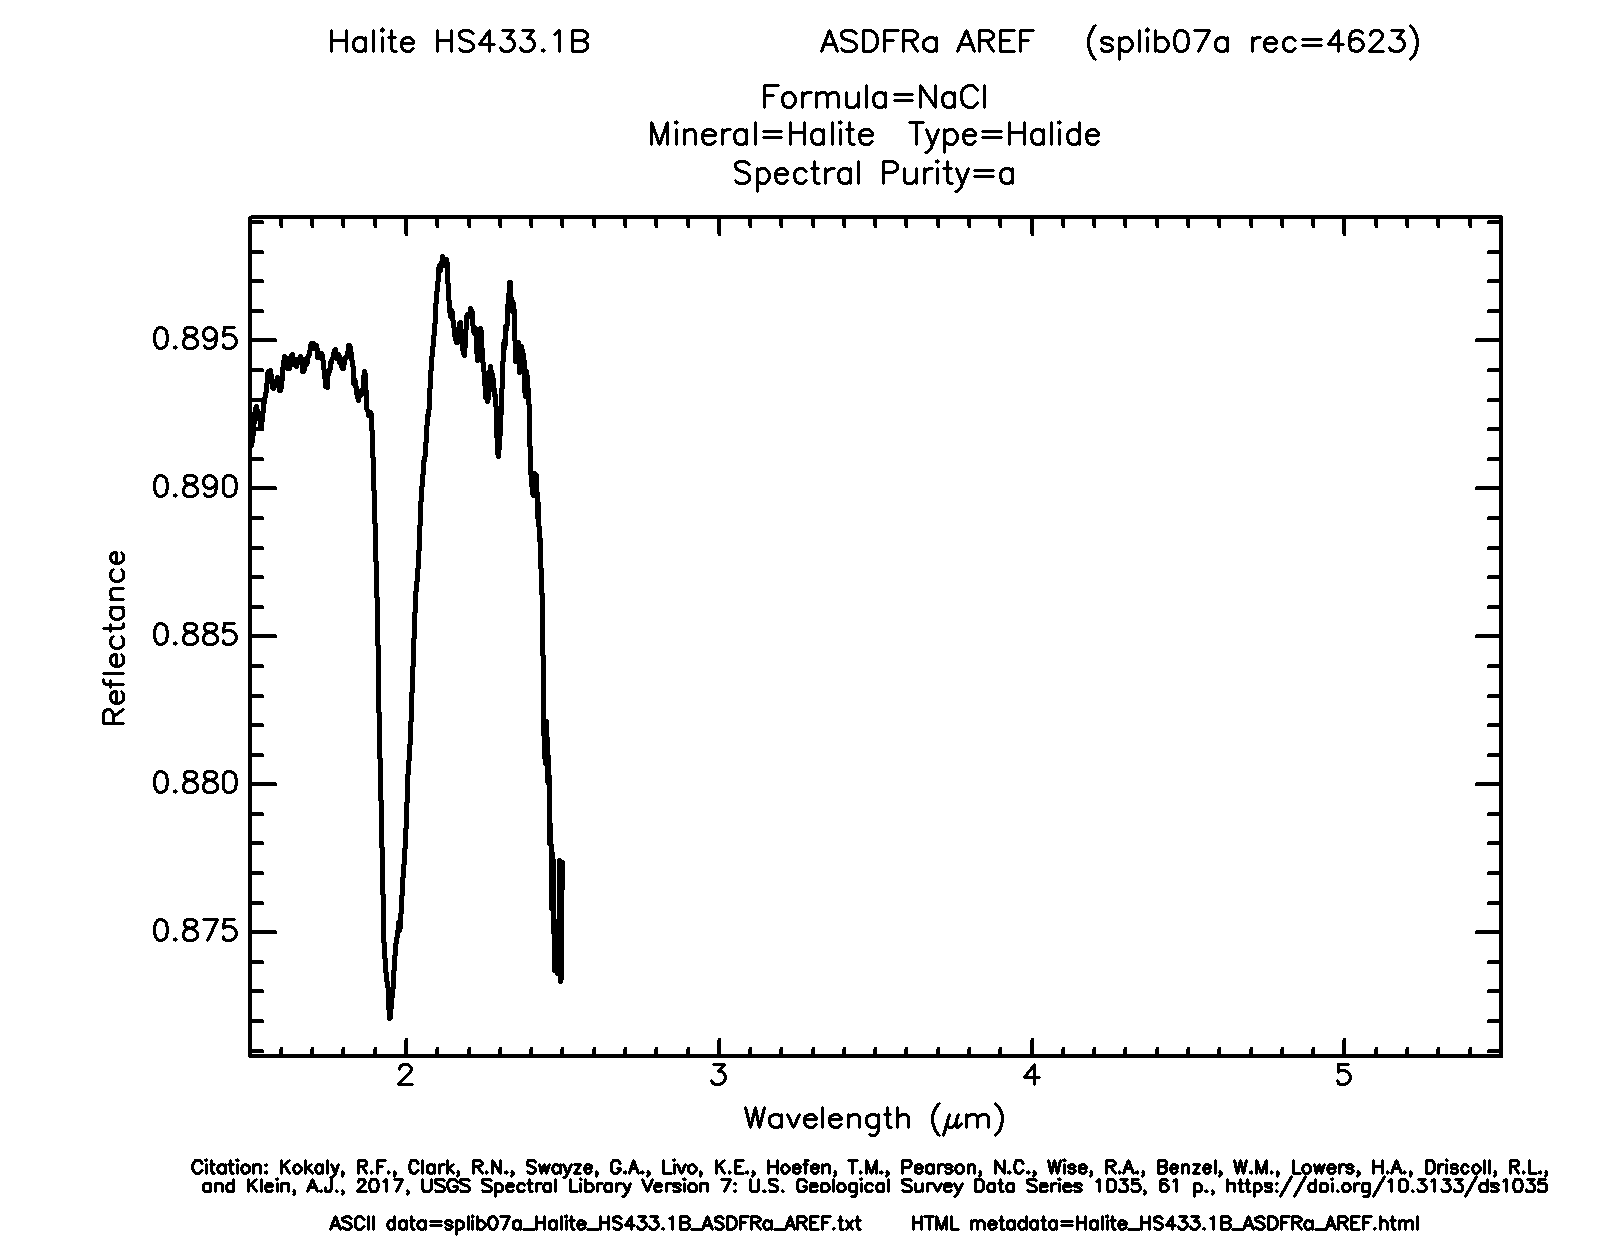 Halite HS433.1B ASDFRa AREF (splib07a rec=4623)
Formula=NaCl
Mineral=Halite Type=Halide
Spectral Purity=a
0.895
0.890
0.885
0.880
0.875
Reflectance
2 3 4 5
Wavelength (μm)
Citation: Kokaly, R.F., Clark, R.N., Swayze, G.A., Livo, K.E., Hoefen, T.M., Pearson, N.C., Wise, R.A., Benzel, W.M., Lowers, H.A., Driscoll, R.L.,
and Klein, A.J., 2017, USGS Spectral Library Version 7: U.S. Geological Survey Data Series 1035, 61 p., https://doi.org/10.3133/ds1035
ASCII data=splib07a_Halite_HS433.1B_ASDFRa_AREF.txt HTML metadata=Halite_HS433.1B_ASDFRa_AREF.html